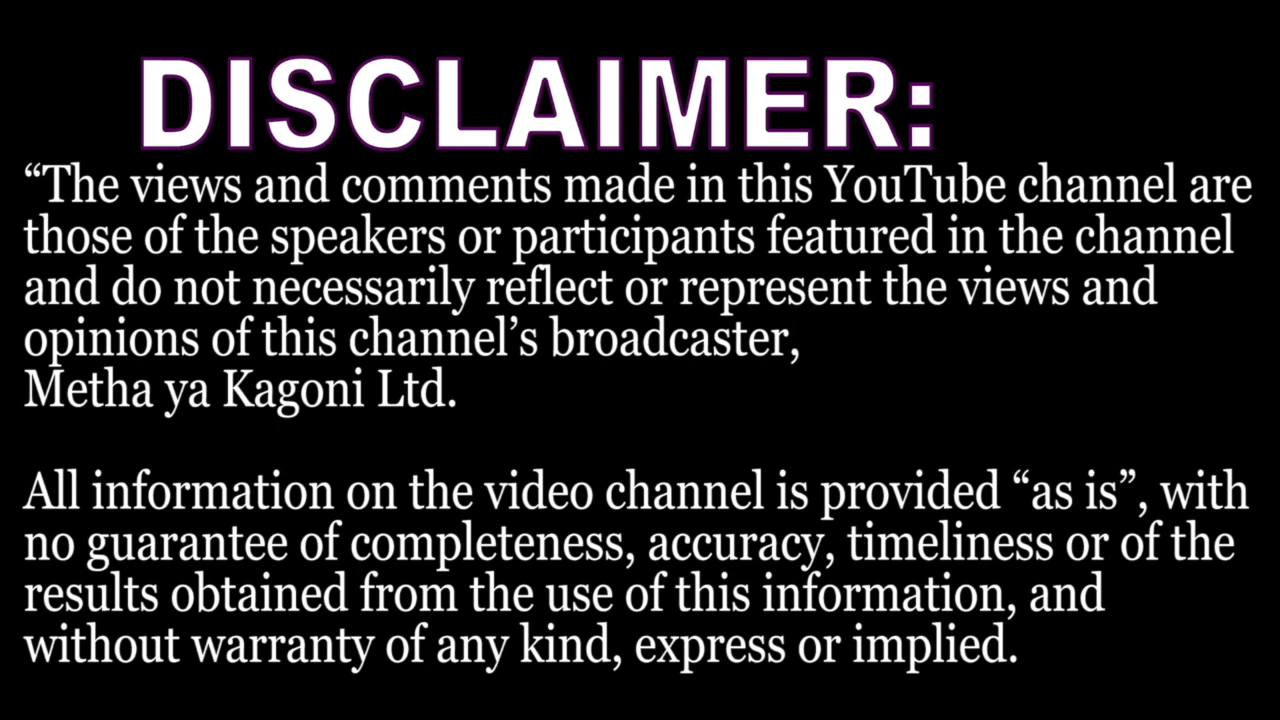 DISCLAIMER:
“The views and comments made in this YouTube channel are
those of the speakers or participants featured in the channel
and do not necessarily reflect or represent the views and
opinions of this channel’s broadcaster,
Metha ya Kagoni Ltd.
All information on the video channel is provided “as is”, with
no guarantee of completeness, accuracy, timeliness or of the
results obtained from the use of this information, and
without warranty of any kind, express or implied.